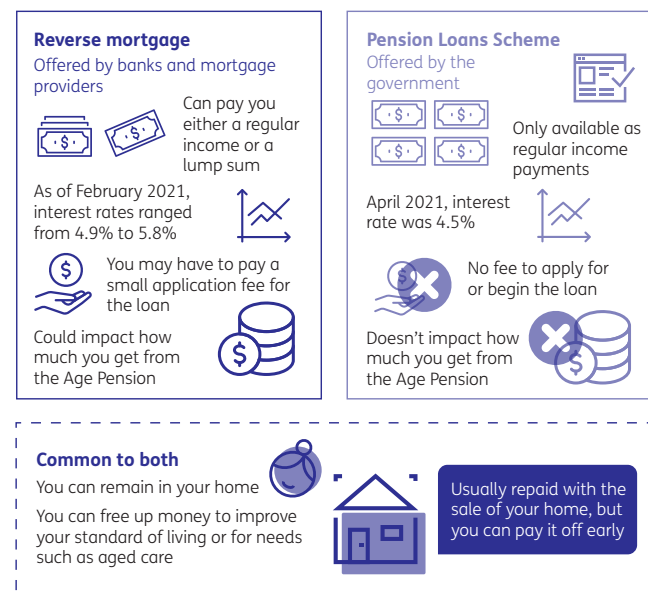 Reverse mortgage
Offered by banks and mortgage
providers
Can pay you
either a regular
income or a
lump sum
As of February 2021,
interest rates ranged
from 4.9% to 5.8%
You may have to pay a
small application fee for
the loan
Could impact how
much you get from
the Age Pension
Pension Loans Scheme
Offered by the
government
Only available as
regular income
payments
April 2021, interest
rate was 4.5%
No fee to apply for
or begin the loan
Doesn't impact how
much you get from
the Age Pension
Common to both
You can remain in your home
You can free up money to improve
your standard of living or for needs
such as aged care
Usually repaid with the
sale of your home, but
you can pay it off early